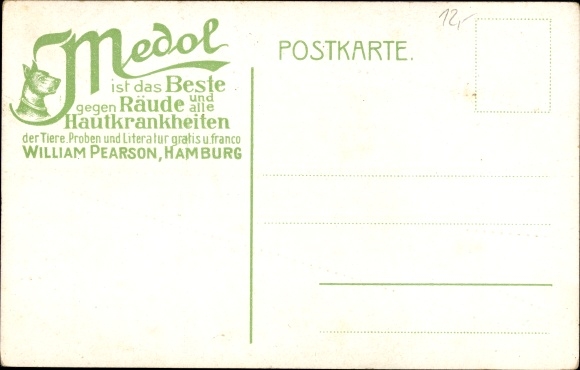 Medol
ist das Beste
gegen Räude und alle
Hautkrankheiten
der Tiere. Proben und Literatur gratis u. franco
WILLIAM PEARSON, HAMBURG
POSTKARTE.
12,-